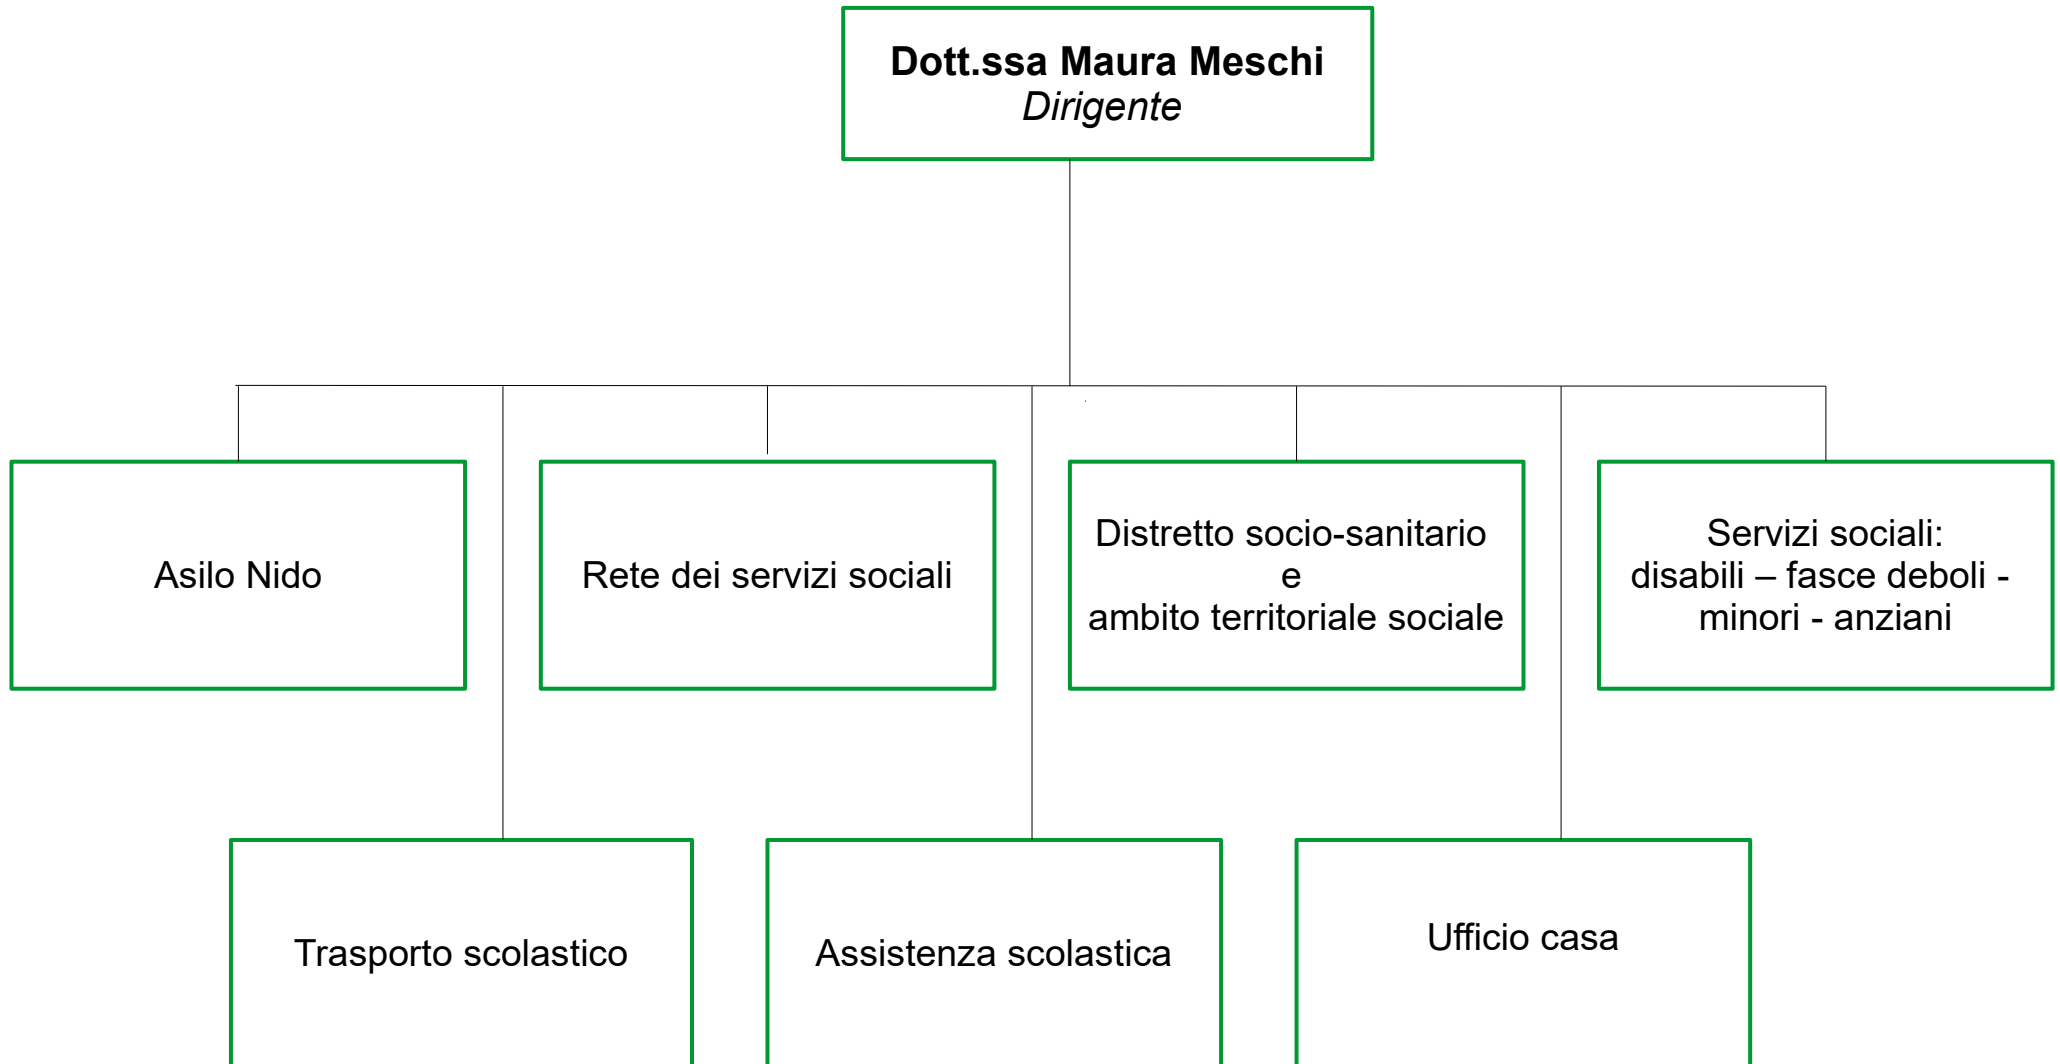 Dott.ssa Maura Meschi
Dirigente
Asilo Nido
Rete dei servizi sociali
Distretto socio-sanitario
e
ambito territoriale sociale
Servizi sociali:
disabili – fasce deboli -
minori - anziani
Trasporto scolastico
Assistenza scolastica
Ufficio casa